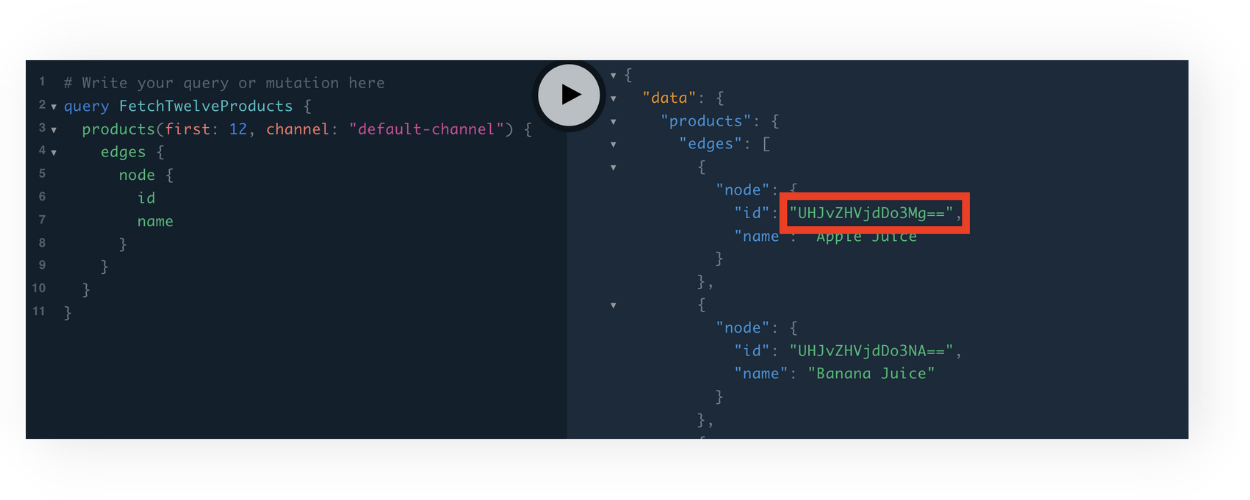 1 # Write your query or mutation here
2 query FetchTwelveProducts {
3 products(first: 12, channel: "default-channel") {
4 edges {
5 node {
6 id
7 name
8 }
9 }
10 }
11 }
{
"data": {
"products": {
"edges": [
{
"node": {
"id": "UHJvZHVjdDo3Mg==",
"name": "Apple Juice"
}
},
{
"node": {
"id": "UHJvZHVjdDo3NA==",
"name": "Banana Juice"
}
},
{